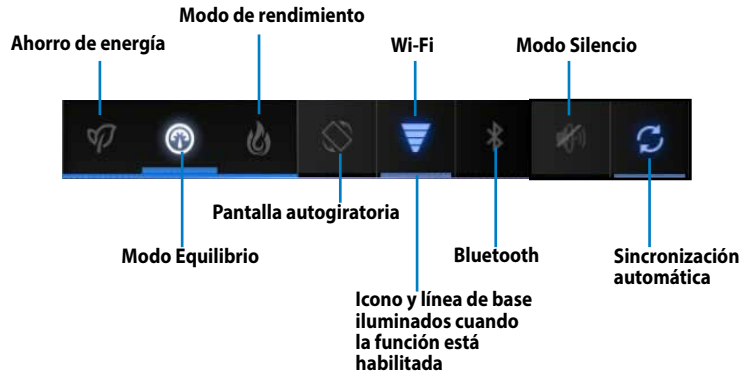 Modo de rendimiento
Ahorro de energía
Wi-Fi
Modo Silencio
Pantalla autogiratoria
Modo Equilibrio
Bluetooth
Sincronización
automática
Icono y línea de base
iluminados cuando
la función está
habilitada